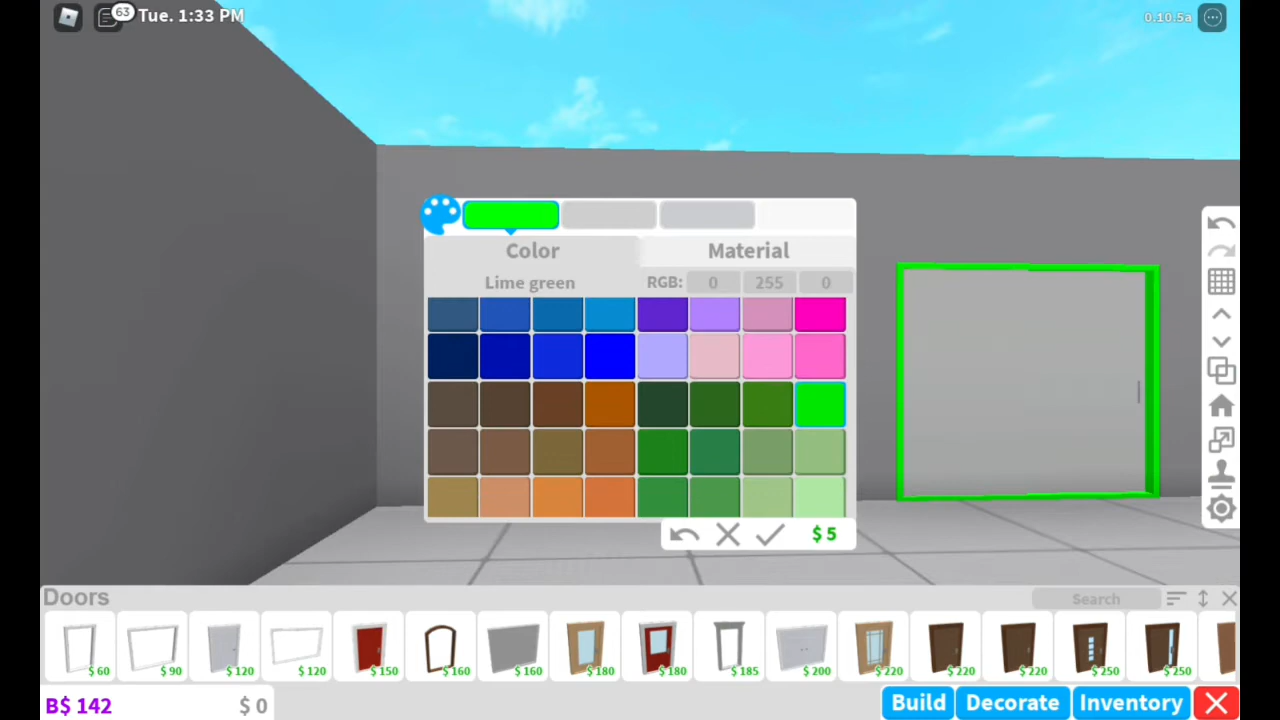 63
Tue. 1:33 PM
0.10.5a
Color
Material
Lime green
RGB: 0 255 0
$ 5
Doors
Search
$ 60
$ 90
$ 120
$ 120
$ 150
$ 160
$ 160
$ 180
$ 180
$ 185
$ 200
$ 220
$ 220
$ 220
$ 250
$ 250
B$ 142
$ 0
Build
Decorate
Inventory